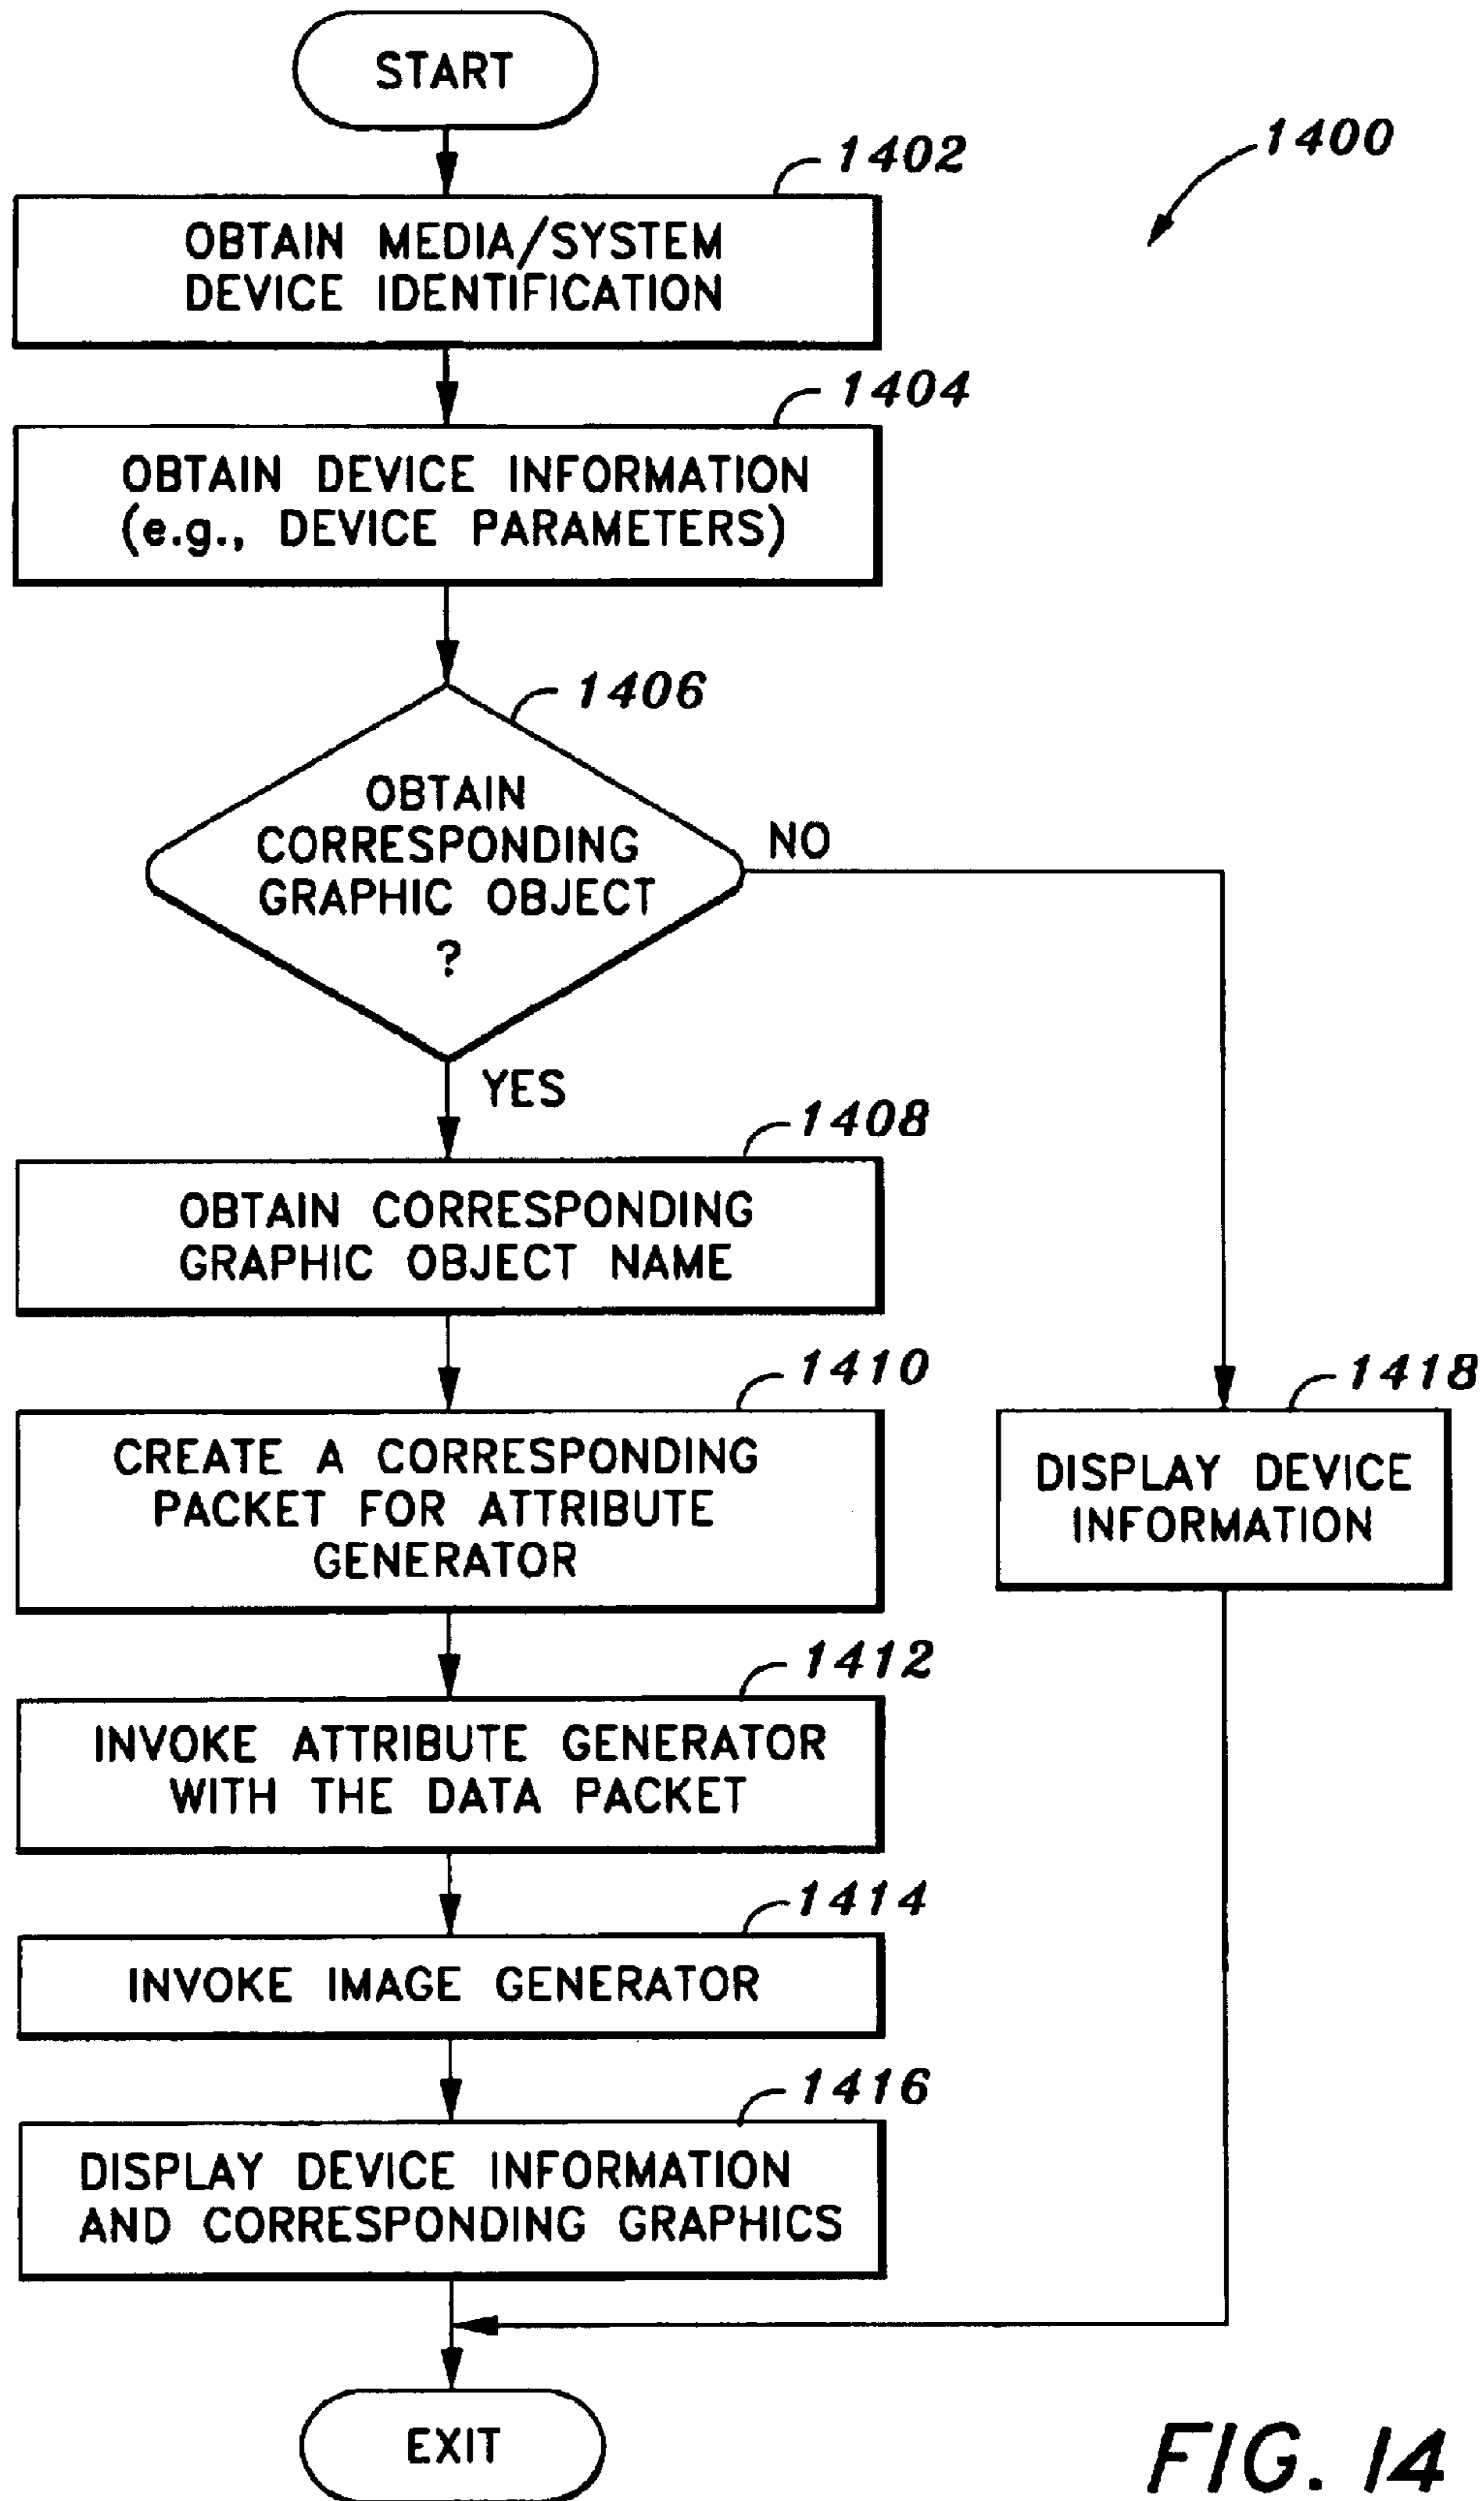 START
1400
1402
OBTAIN MEDIA/SYSTEM
DEVICE IDENTIFICATION
1404
OBTAIN DEVICE INFORMATION
(e.g., DEVICE PARAMETERS)
1406
OBTAIN
CORRESPONDING
GRAPHIC OBJECT
?
NO
YES
1408
OBTAIN CORRESPONDING
GRAPHIC OBJECT NAME
1410
CREATE A CORRESPONDING
PACKET FOR ATTRIBUTE
GENERATOR
1418
DISPLAY DEVICE
INFORMATION
1412
INVOKE ATTRIBUTE GENERATOR
WITH THE DATA PACKET
1414
INVOKE IMAGE GENERATOR
1416
DISPLAY DEVICE INFORMATION
AND CORRESPONDING GRAPHICS
EXIT
FIG. 14